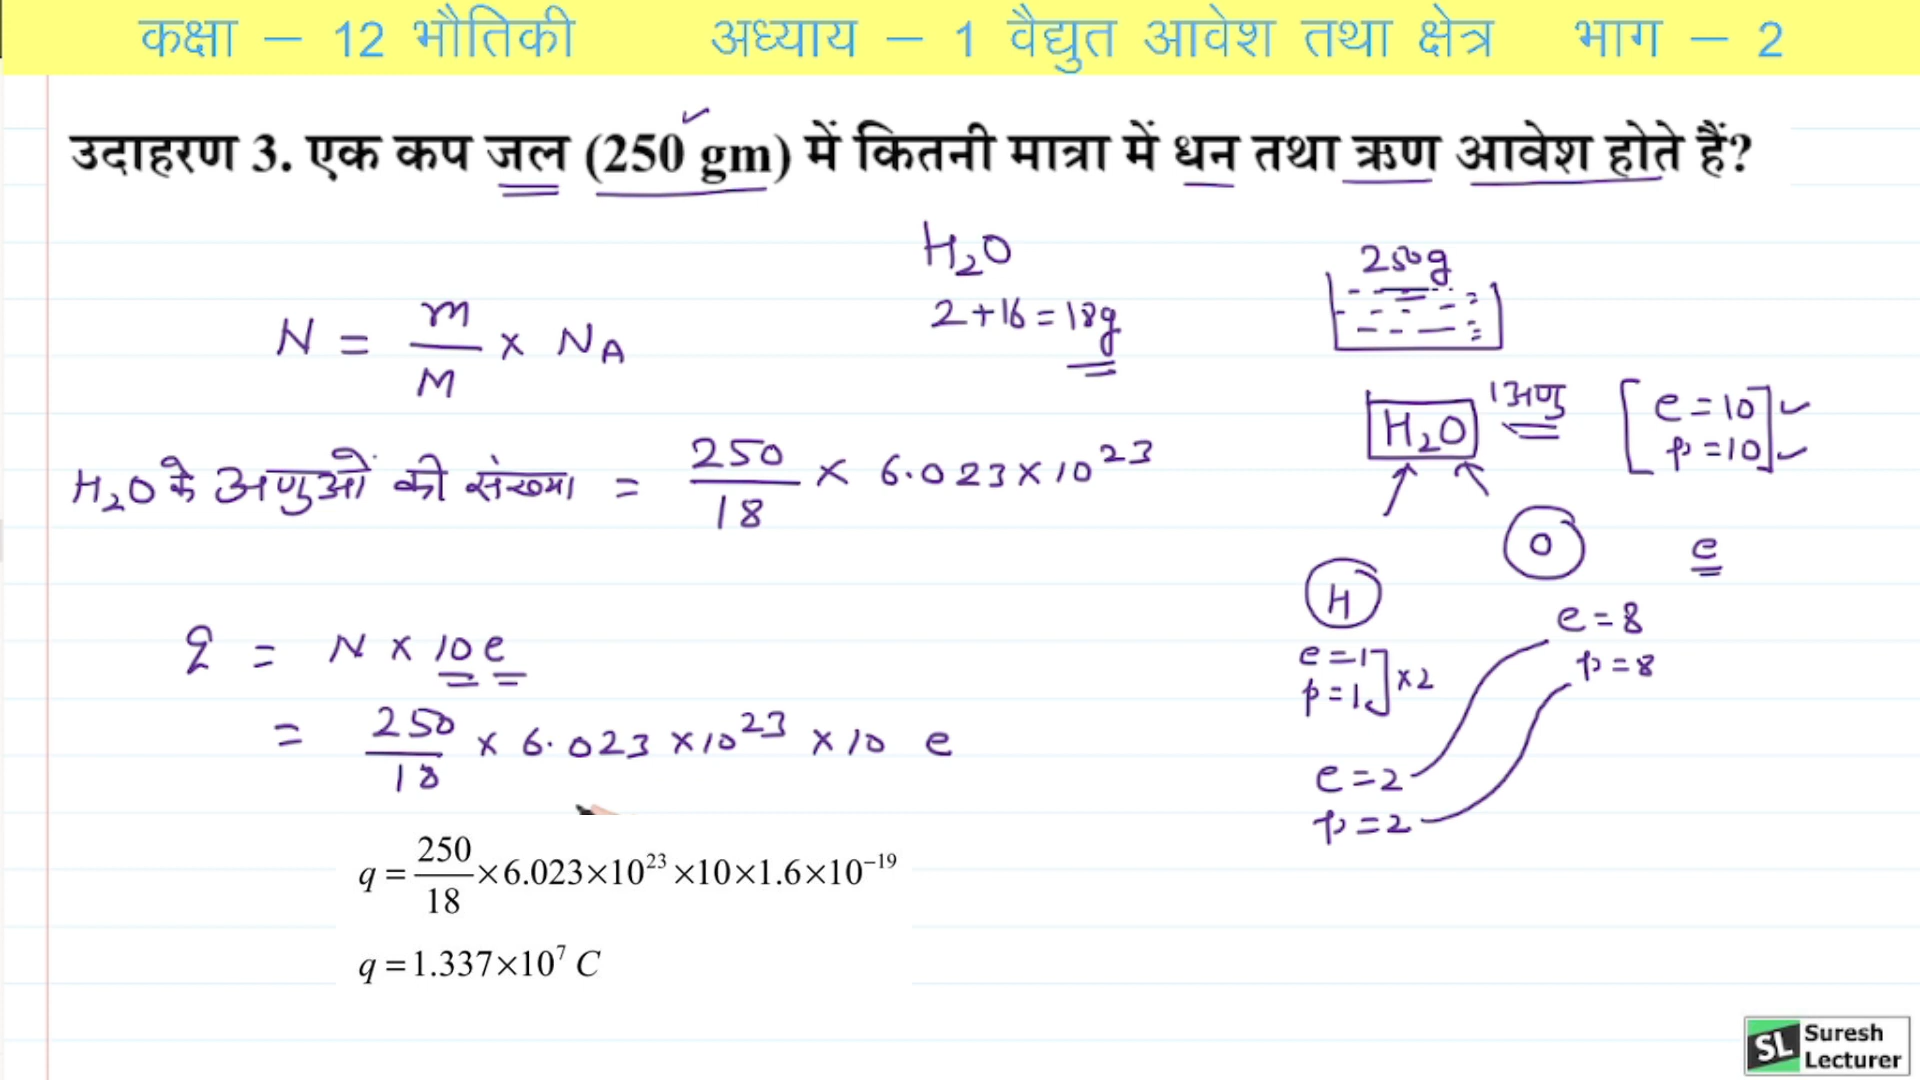 कक्षा – 12 भौतिकी अध्याय – 1 वैद्युत आवेश तथा क्षेत्र भाग – 2
उदाहरण 3. एक कप जल (250 gm) में कितनी मात्रा में धन तथा ऋण आवेश होते हैं?
H₂O
2+16=18g
250g
N = m/M × N_A
H₂O 1अणु [e=10] ✓
[p=10] ✓
H₂O के अणुओं की संख्या = 250/18 × 6.023×10²³
O e
H
e=8
p=8
e=1
p=1] ×2
q = N × 10e
= 250/18 × 6.023×10²³ × 10 e
e=2
p=2
q = 250/18 ×6.023×10²³ ×10×1.6×10⁻¹⁹
q = 1.337×10⁷ C
SL Suresh
Lecturer